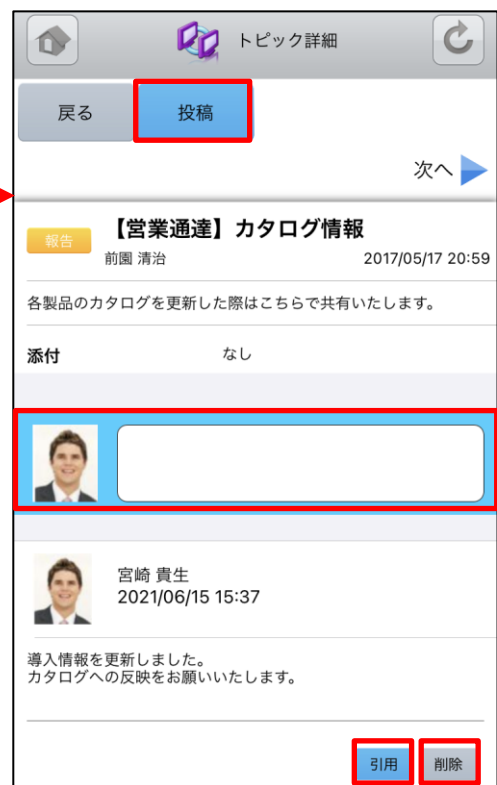 トピック詳細
戻る
投稿
次へ
報告
【営業通達】カタログ情報
前園 清治
2017/05/17 20:59
各製品のカタログを更新した際はこちらで共有いたします。
添付
なし
宮崎 貴生
2021/06/15 15:37
導入情報を更新しました。
カタログへの反映をお願いいたします。
引用
削除